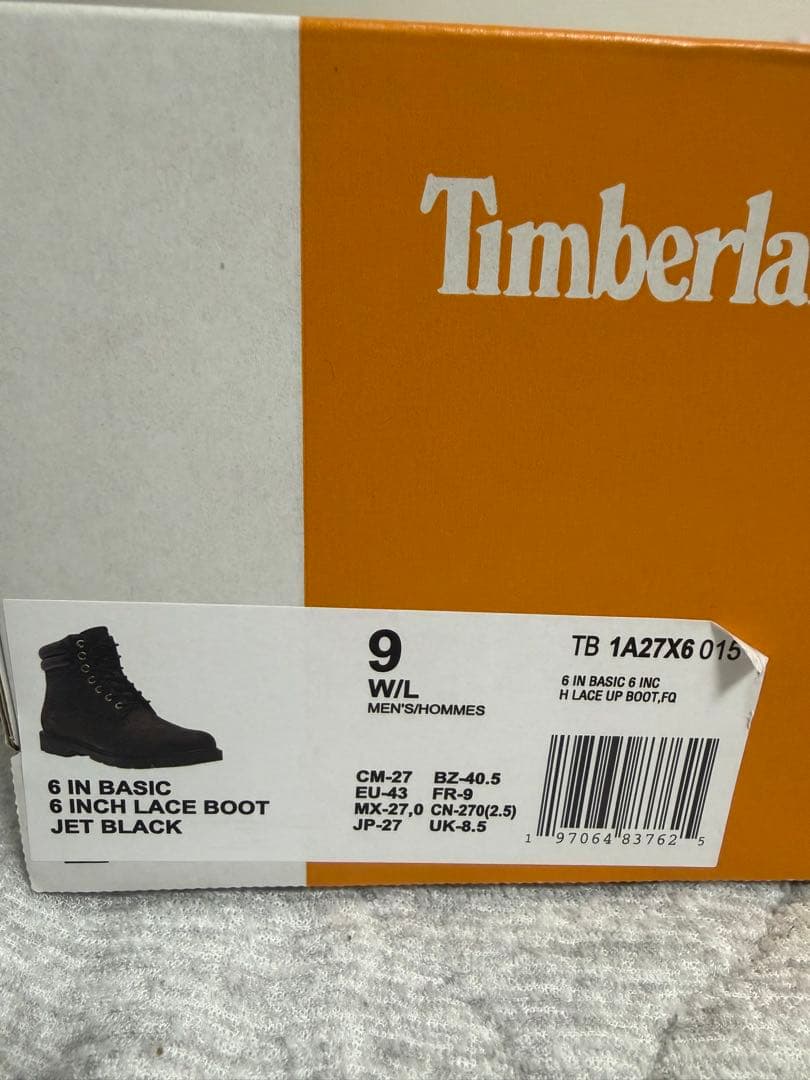 Timberla
9
W/L
MEN'S/HOMMES
TB 1A27X6 015
6 IN BASIC 6 INC
H LACE UP BOOT,FQ
6 IN BASIC
6 INCH LACE BOOT
JET BLACK
CM-27 BZ-40.5
EU-43 FR-9
MX-27,0 CN-270(2.5)
JP-27 UK-8.5
1 97064 83762 5